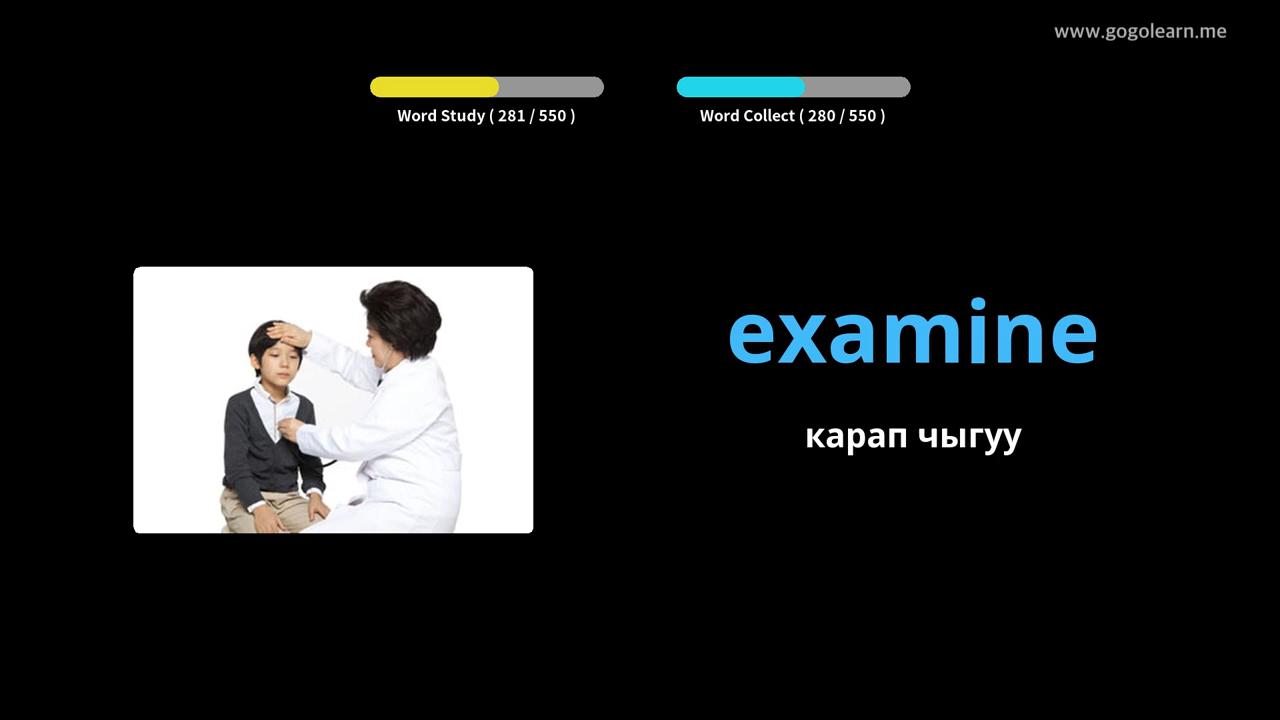 www.gogolearn.me
Word Study ( 281 / 550 )
Word Collect ( 280 / 550 )
examine
карап чыгуу